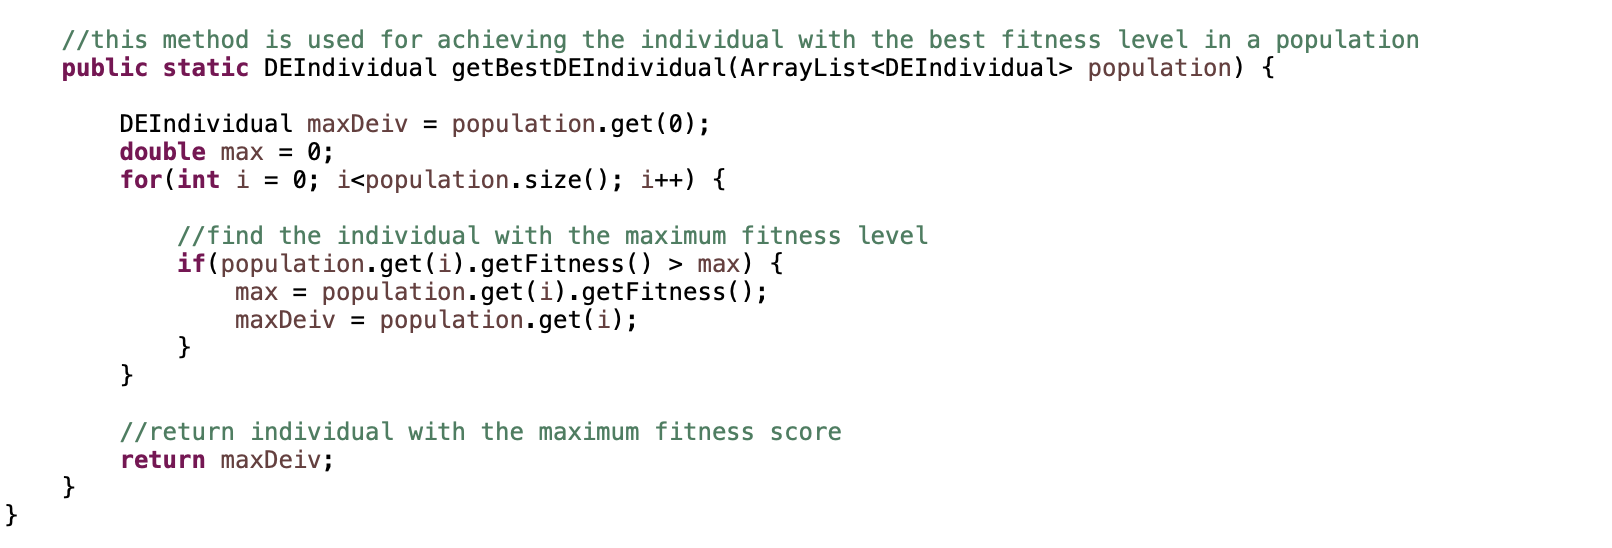 //this method is used for achieving the individual with the best fitness level in a population
public static DEIndividual getBestDEIndividual(ArrayList<DEIndividual> population) {
DEIndividual maxDeiv = population.get(0);
double max = 0;
for(int i = 0; i<population.size(); i++) {
//find the individual with the maximum fitness level
if(population.get(i).getFitness() > max) {
max = population.get(i).getFitness();
maxDeiv = population.get(i);
}
}
//return individual with the maximum fitness score
return maxDeiv;
}
}